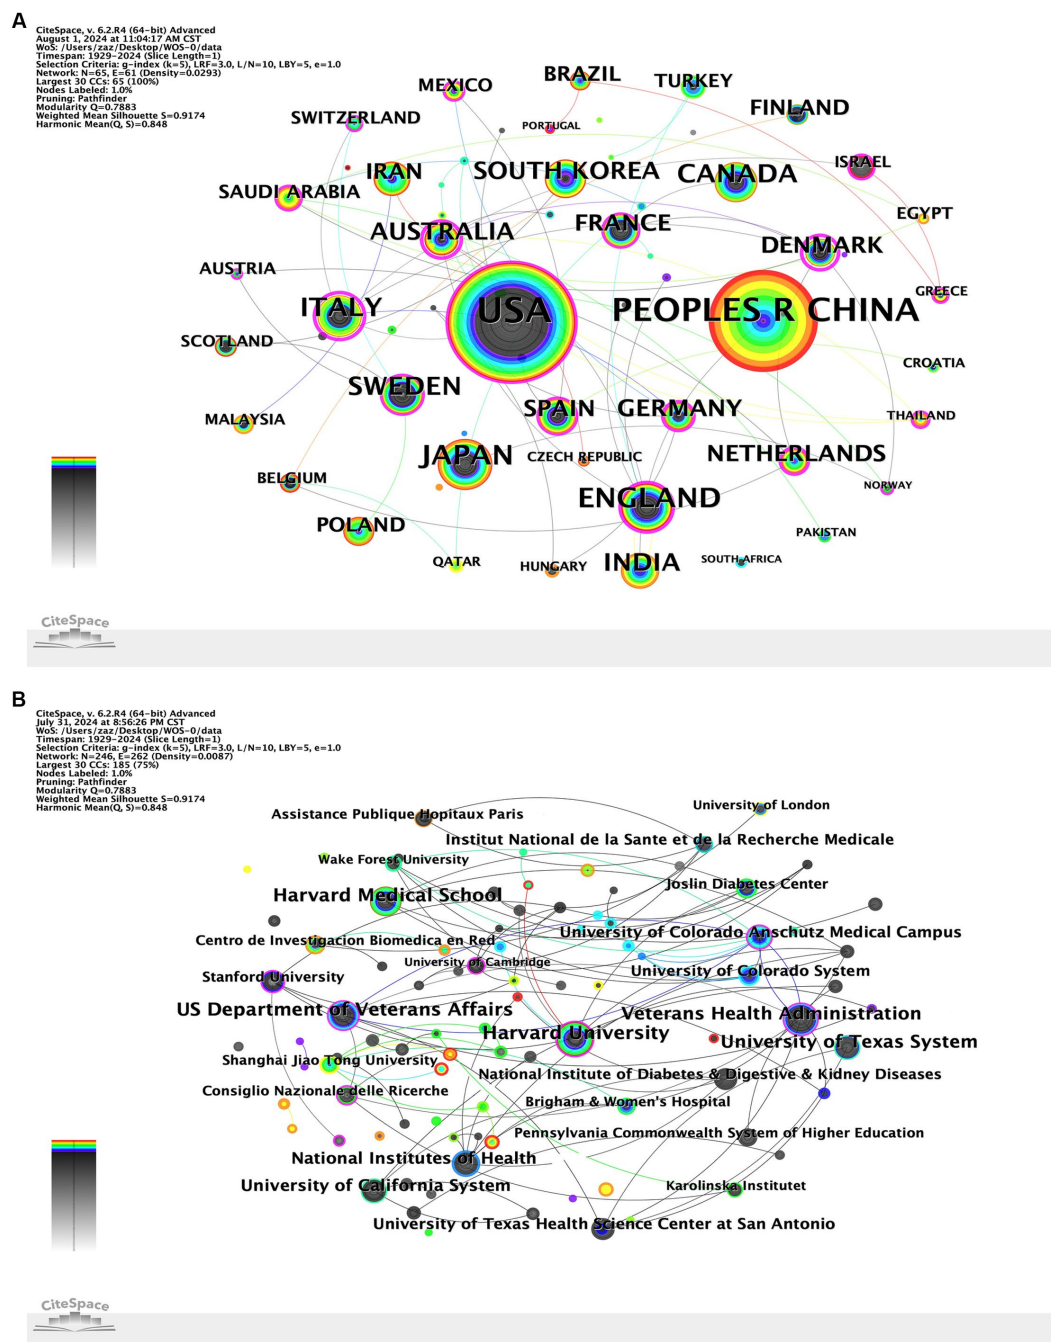 A
CiteSpace, v. 6.2.R4 (64-bit) Advanced
August 1, 2024 at 11:04:17 AM CST
WoS: /Users/zaz/Desktop/WOS-0/data
Timespan: 1929-2024 (Slice Length=1)
Selection Criteria: g-index (k=5), LRF=3.0, L/N=10, LBY=5, e=1.0
Network: N=65, E=61 (Density=0.0293)
Largest 30 CCs: 65 (100%)
Nodes Labeled: 1.0%
Pruning: Pathfinder
Modularity Q=0.7883
Weighted Mean Silhouette S=0.9174
Harmonic Mean(Q, S)=0.848
BRAZIL
TURKEY
MEXICO
FINLAND
SWITZERLAND
PORTUGAL
ISRAEL
IRAN
SOUTH KOREA
CANADA
SAUDI ARABIA
EGYPT
FRANCE
AUSTRALIA
DENMARK
AUSTRIA
GREECE
ITALY
USA
PEOPLES R CHINA
SCOTLAND
CROATIA
SWEDEN
SPAIN
GERMANY
MALAYSIA
THAILAND
JAPAN
CZECH REPUBLIC
NETHERLANDS
BELGIUM
NORWAY
ENGLAND
POLAND
PAKISTAN
QATAR
HUNGARY
INDIA
SOUTH AFRICA
CiteSpace
B
CiteSpace, v. 6.2.R4 (64-bit) Advanced
July 31, 2024 at 8:56:26 PM CST
WoS: /Users/zaz/Desktop/WOS-0/data
Timespan: 1929-2024 (Slice Length=1)
Selection Criteria: g-index (k=5), LRF=3.0, L/N=10, LBY=5, e=1.0
Network: N=246, E=262 (Density=0.0087)
Largest 30 CCs: 185 (75%)
Nodes Labeled: 1.0%
Pruning: Pathfinder
Modularity Q=0.7883
Weighted Mean Silhouette S=0.9174
Harmonic Mean(Q, S)=0.848
University of London
Assistance Publique Hopitaux Paris
Institut National de la Sante et de la Recherche Medicale
Wake Forest University
Joslin Diabetes Center
Harvard Medical School
University of Colorado Anschutz Medical Campus
Centro de Investigacion Biomedica en Red
University of Cambridge
University of Colorado System
Stanford University
US Department of Veterans Affairs
Veterans Health Administration
Harvard University
University of Texas System
Shanghai Jiao Tong University
National Institute of Diabetes & Digestive & Kidney Diseases
Consiglio Nazionale delle Ricerche
Brigham & Women's Hospital
Pennsylvania Commonwealth System of Higher Education
National Institutes of Health
University of California System
Karolinska Institutet
University of Texas Health Science Center at San Antonio
CiteSpace